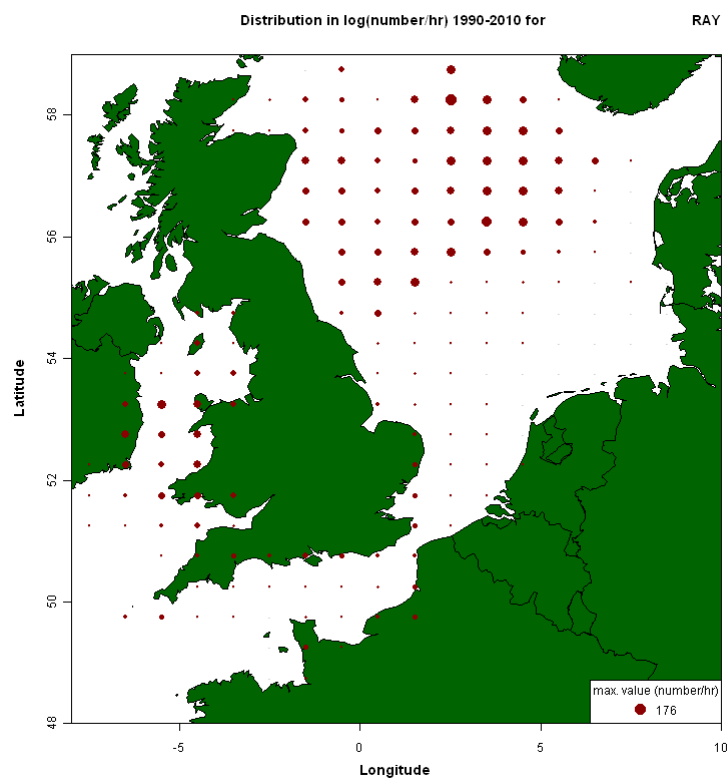 Distribution in log(number/hr) 1990-2010 for RAY
58
56
54
52
50
48
Latitude
max. value (number/hr)
176
-5 0 5 10
Longitude